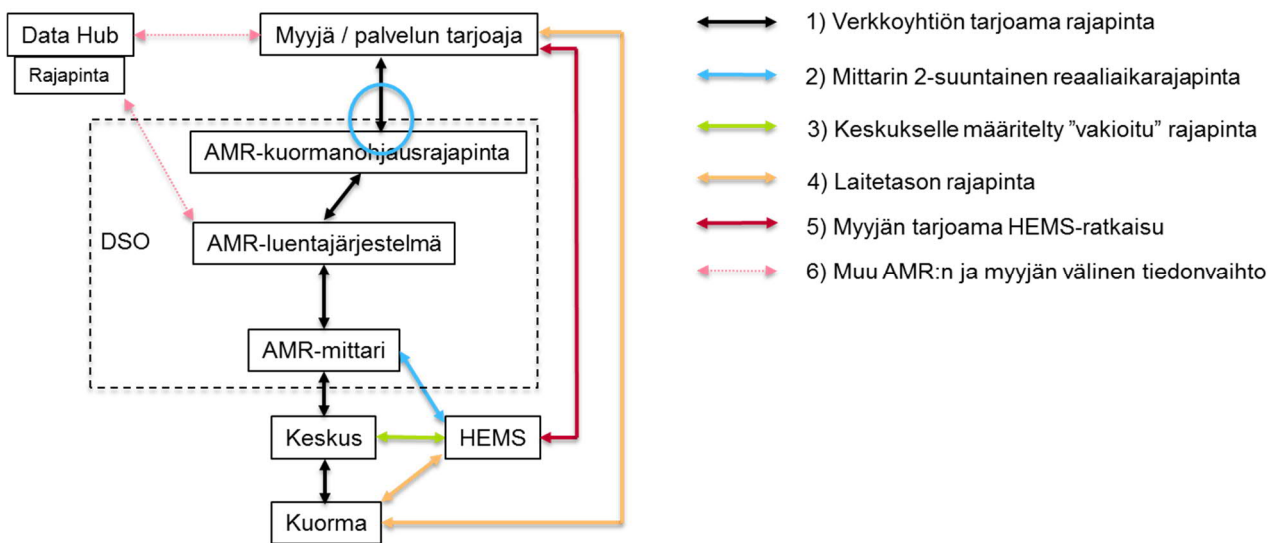 Data Hub
Rajapinta
Myyjä / palvelun tarjoaja
AMR-kuormanohjausrajapinta
DSO
AMR-luentajärjestelmä
AMR-mittari
Keskus
HEMS
Kuorma
1) Verkkoyhtiön tarjoama rajapinta
2) Mittarin 2-suuntainen reaaliaikarajapinta
3) Keskukselle määritelty ”vakioitu” rajapinta
4) Laitetason rajapinta
5) Myyjän tarjoama HEMS-ratkaisu
6) Muu AMR:n ja myyjän välinen tiedonvaihto